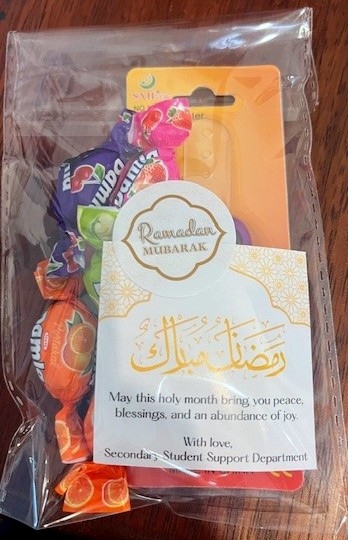 Ramadan
MUBARAK
رمضان مبارك
May this holy month bring you peace,
blessings, and an abundance of joy.
With love,
Secondary Student Support Department